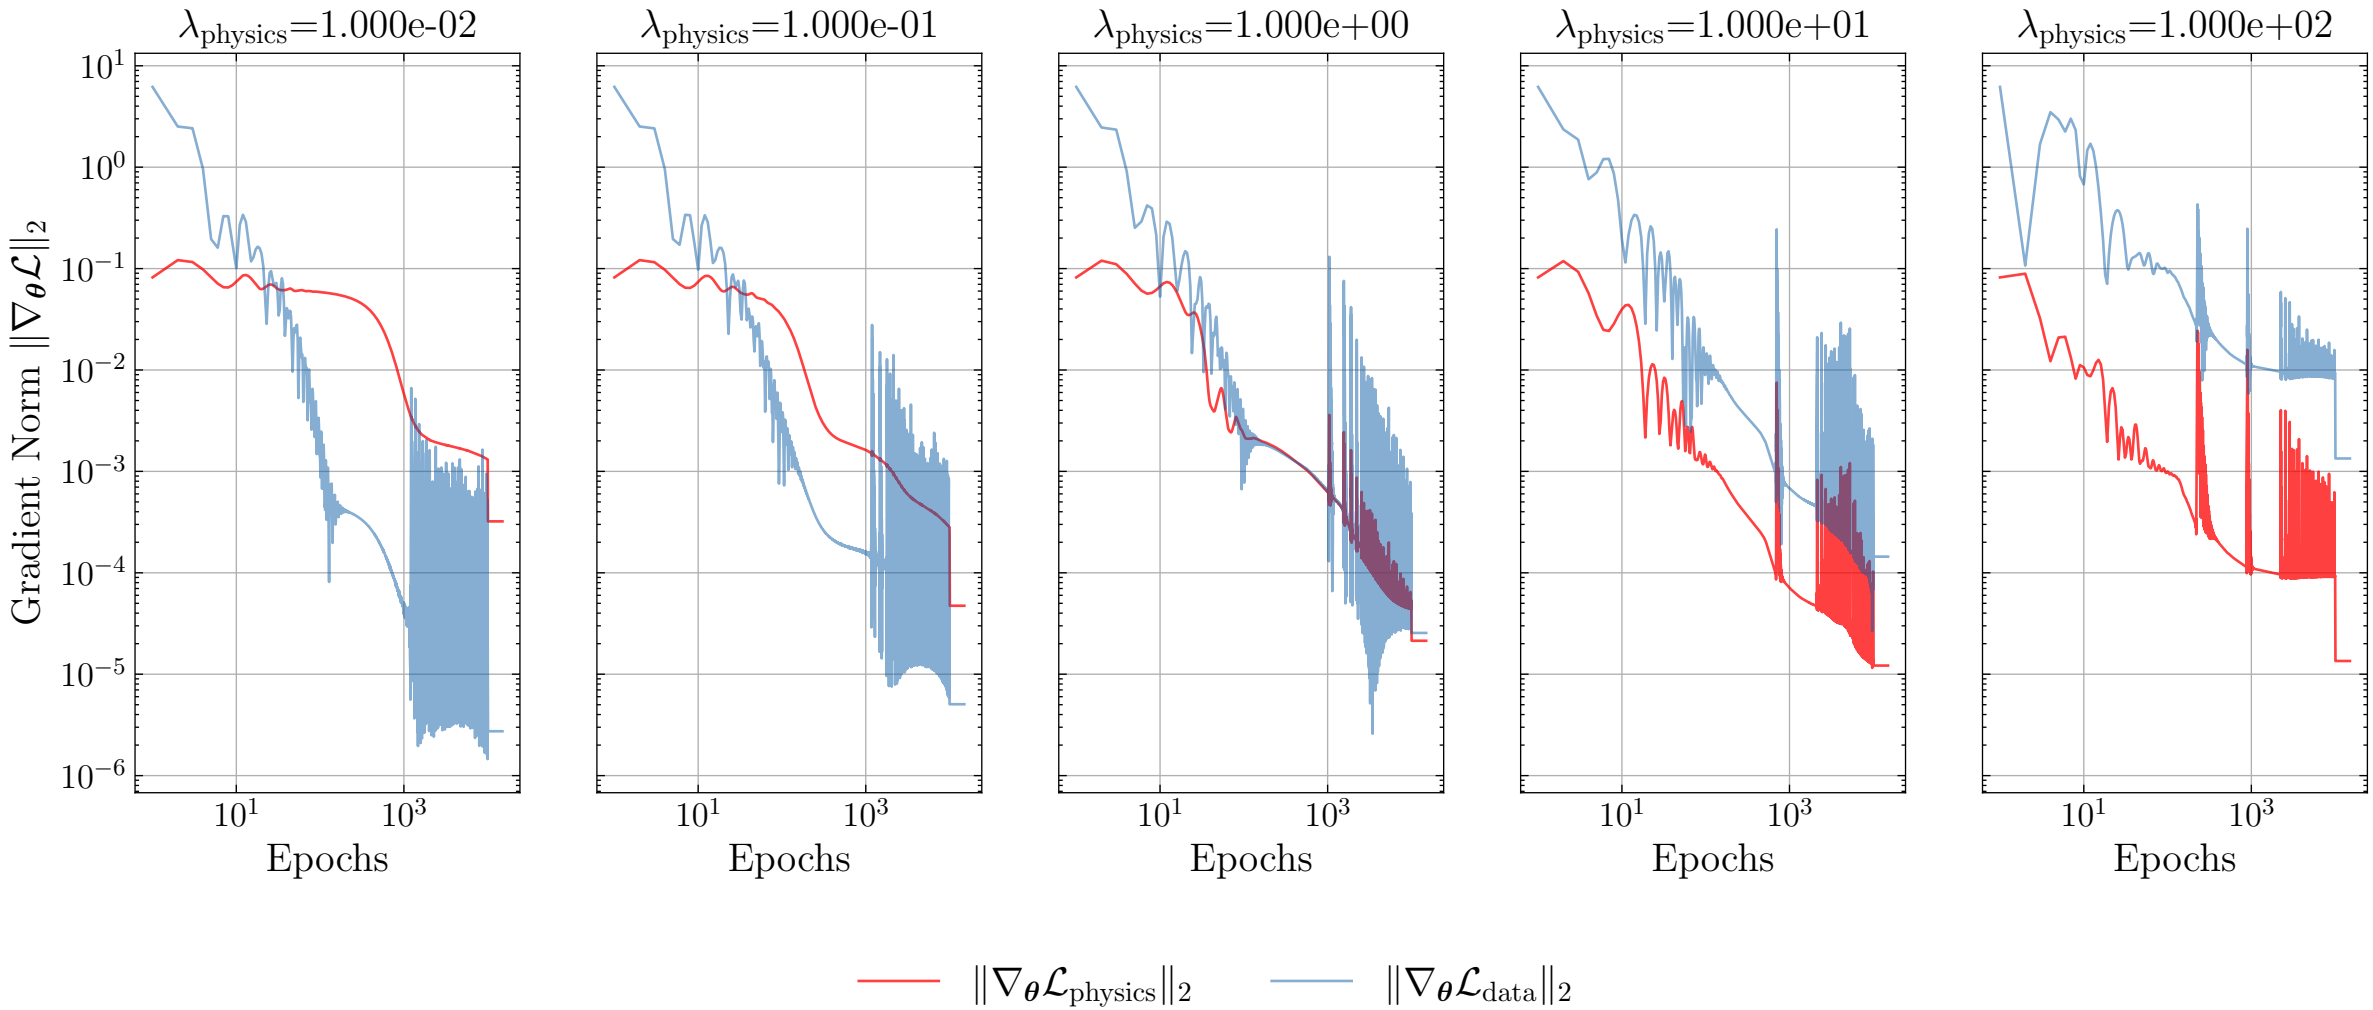 λphysics=1.000e-02 λphysics=1.000e-01 λphysics=1.000e+00 λphysics=1.000e+01 λphysics=1.000e+02
Gradient Norm ‖∇θℒ‖2
10^1
10^0
10^−1
10^−2
10^−3
10^−4
10^−5
10^−6
10^1 10^3 10^1 10^3 10^1 10^3 10^1 10^3 10^1 10^3
Epochs Epochs Epochs Epochs Epochs
‖∇θℒphysics‖2 ‖∇θℒdata‖2